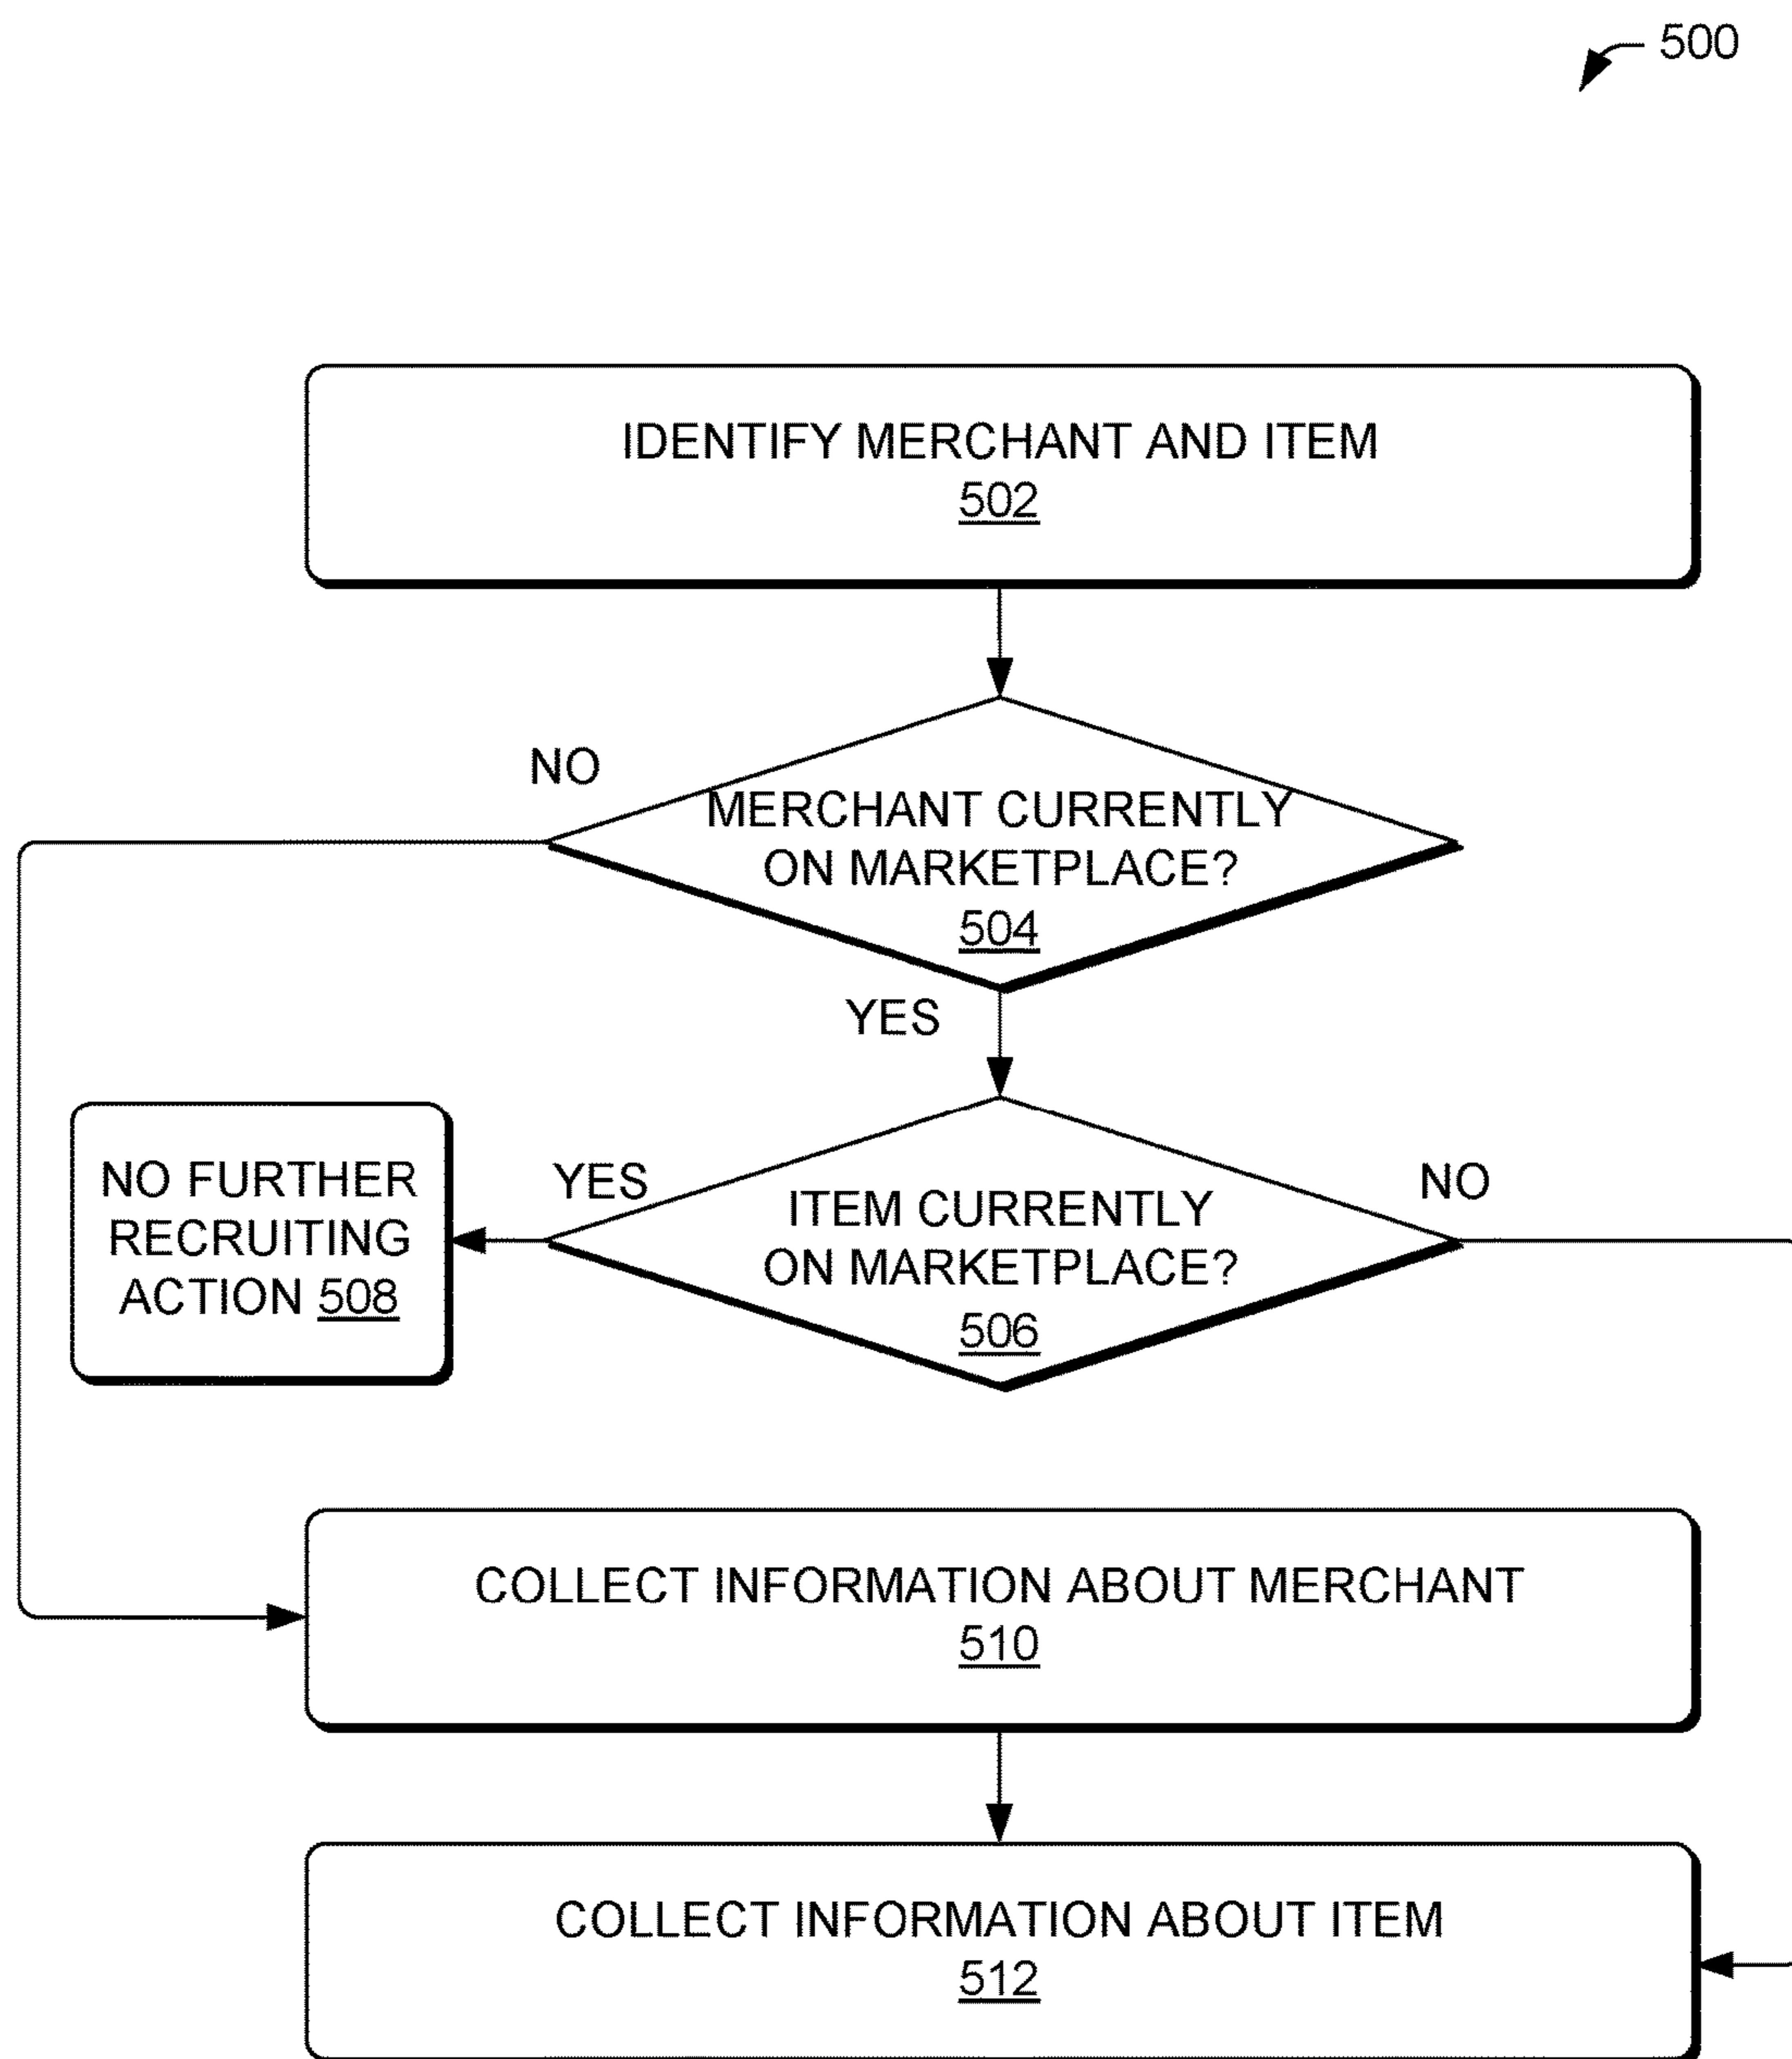 500
IDENTIFY MERCHANT AND ITEM
502
NO
MERCHANT CURRENTLY
ON MARKETPLACE?
504
YES
NO FURTHER
RECRUITING
ACTION 508
YES
ITEM CURRENTLY
ON MARKETPLACE?
506
NO
COLLECT INFORMATION ABOUT MERCHANT
510
COLLECT INFORMATION ABOUT ITEM
512